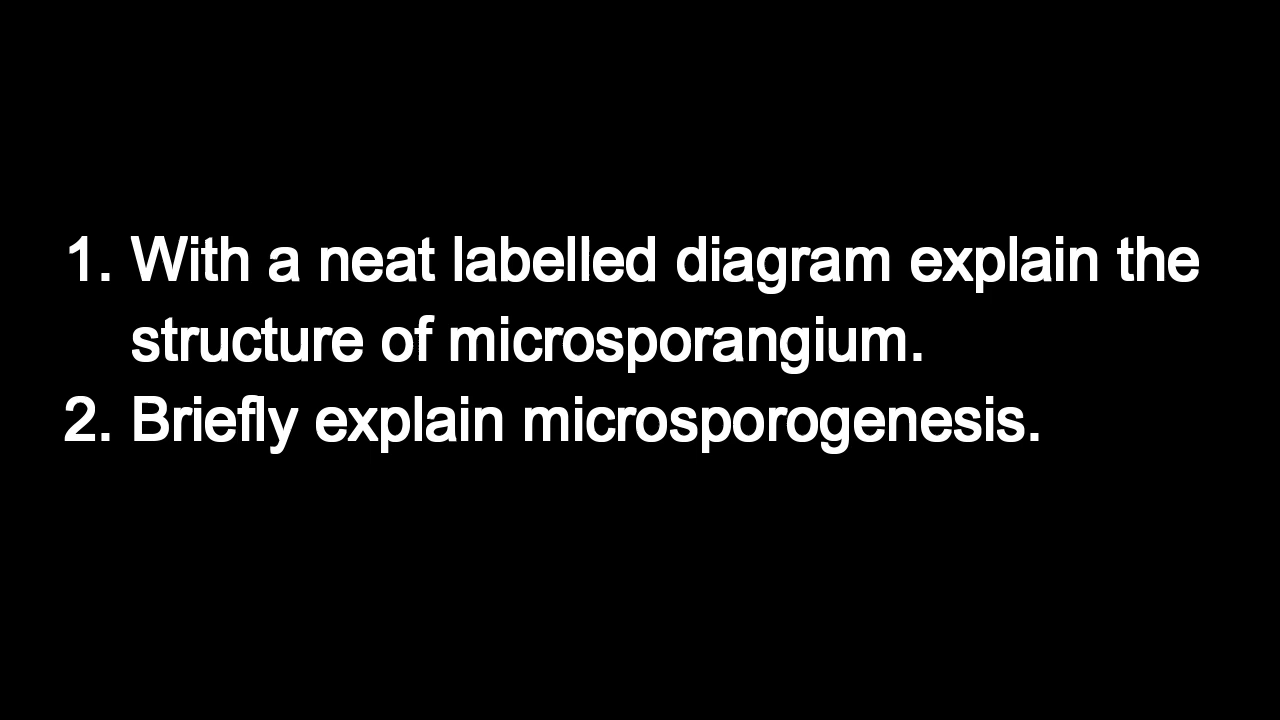 1. With a neat labelled diagram explain the
structure of microsporangium.
2. Briefly explain microsporogenesis.